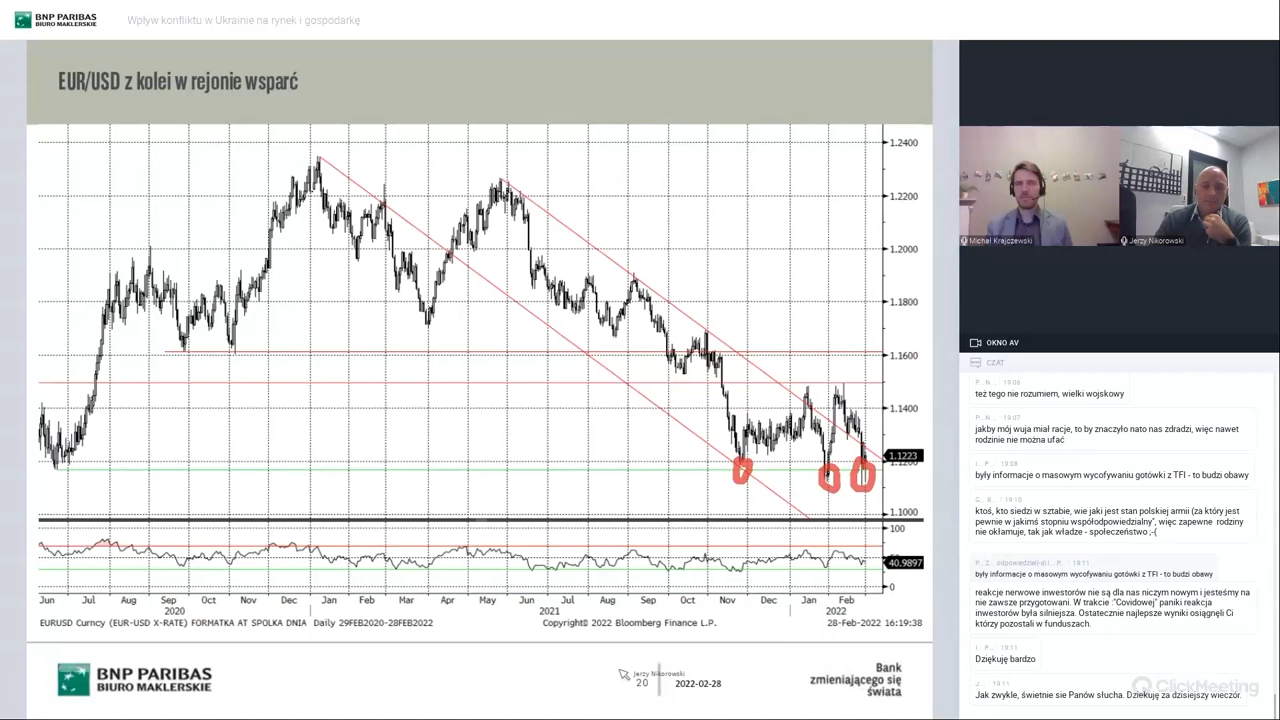 BNP PARIBAS
BIURO MAKLERSKIE
Wpływ konfliktu w Ukrainie na rynek i gospodarkę
EUR/USD z kolei w rejonie wsparć
1.2400
1.2200
1.2000
1.1800
1.1600
1.1400
1.1223
1.1200
1.1000
100
50
40.9897
0
Jun Jul Aug Sep Oct Nov Dec Jan Feb Mar Apr May Jun Jul Aug Sep Oct Nov Dec Jan Feb
2020 2021 2022
EURUSD Curncy (EUR-USD X-RATE) FORMATKA AT SPOLKA DNIA Daily 29FEB2020-28FEB2022 Copyright© 2022 Bloomberg Finance L.P. 28-Feb-2022 16:19:38
BNP PARIBAS
BIURO MAKLERSKIE
Jerzy Nikorowski
20
2022-02-28
Bank
zmieniającego się
świata
Michał Krajczewski
Jerzy Nikorowski
OKNO AV
CZAT
P... N... 19:06
też tego nie rozumiem, wielki wojskowy
P... N... 19:07
jakby mój wuja miał racje, to by znaczyło nato nas zdradzi, więc nawet
rodzinie nie można ufać
I... P... 19:08
były informacje o masowym wycofywaniu gotówki z TFI - to budzi obawy
G... B... 19:10
ktoś, kto siedzi w sztabie, wie jaki jest stan polskiej armii (za który jest
pewnie w jakimś stopniu współodpowiedzialny", więc zapewne rodziny
nie okłamuje, tak jak władze - społeczeństwo ;-(
P... Z... odpowiedział(-a) I... P... 19:11
były informacje o masowym wycofywaniu gotówki z TFI - to budzi obawy
reakcje nerwowe inwestorów nie są dla nas niczym nowym i jesteśmy na
nie zawsze przygotowani. W trakcie :"Covidowej" paniki reakcja
inwestorów była silniejsza. Ostatecznie najlepsze wyniki osiągnęli Ci
którzy pozostali w funduszach.
I... P... 19:11
Dziękuję bardzo
J... 19:11
Jak zwykle, świetnie sie Panów słucha. Dziekuję za dzisiejszy wieczór.
ClickMeeting